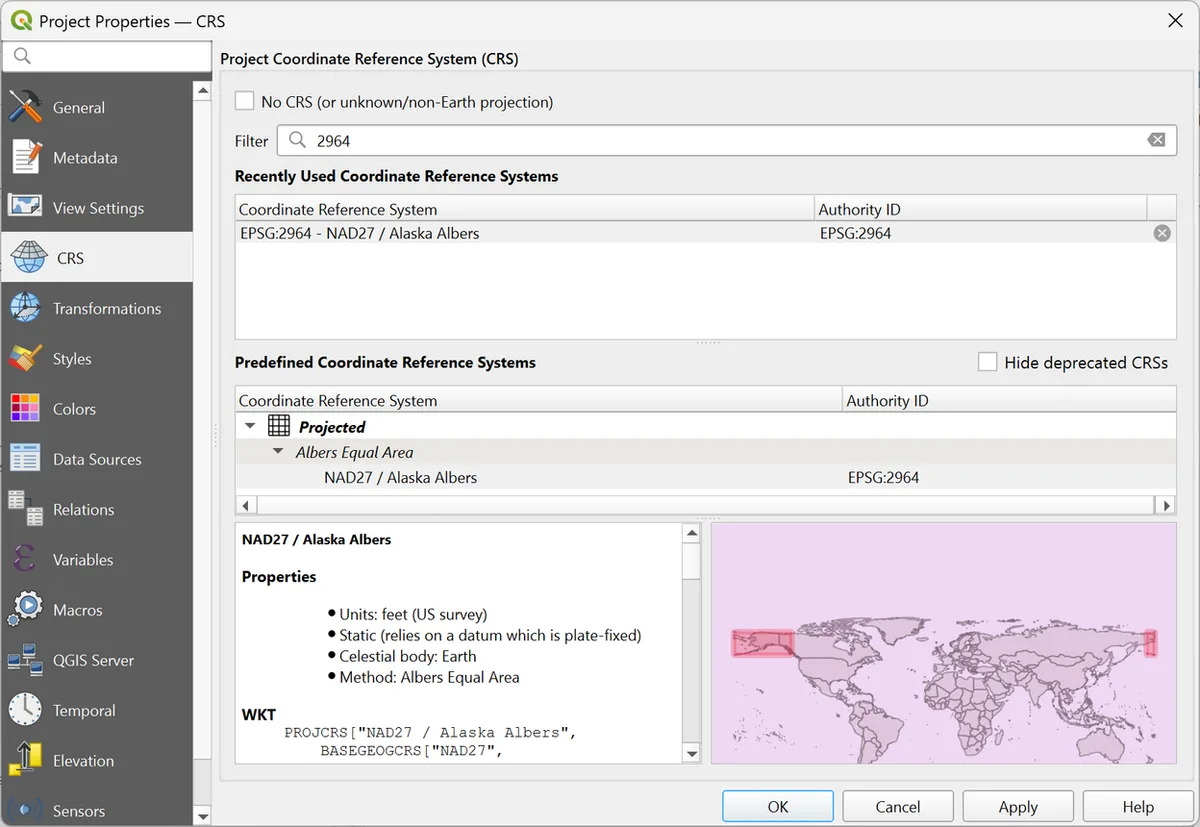 Project Properties — CRS
General
Metadata
View Settings
CRS
Transformations
Styles
Colors
Data Sources
Relations
Variables
Macros
QGIS Server
Temporal
Elevation
Sensors
Project Coordinate Reference System (CRS)
No CRS (or unknown/non-Earth projection)
Filter 2964
Recently Used Coordinate Reference Systems
Coordinate Reference System Authority ID
EPSG:2964 - NAD27 / Alaska Albers EPSG:2964
Predefined Coordinate Reference Systems Hide deprecated CRSs
Coordinate Reference System Authority ID
Projected
Albers Equal Area
NAD27 / Alaska Albers EPSG:2964
NAD27 / Alaska Albers
Properties
● Units: feet (US survey)
● Static (relies on a datum which is plate-fixed)
● Celestial body: Earth
● Method: Albers Equal Area
WKT
PROJCRS["NAD27 / Alaska Albers",
BASEGEOGCRS["NAD27",
OK Cancel Apply Help